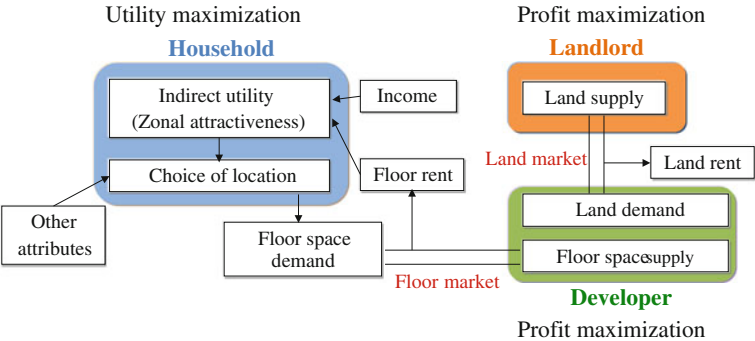 Utility maximization
Profit maximization
Household
Landlord
Indirect utility
(Zonal attractiveness)
Income
Land supply
Land market
Land rent
Choice of location
Floor rent
Other
attributes
Land demand
Floor space
demand
Floor spacesupply
Floor market
Developer
Profit maximization